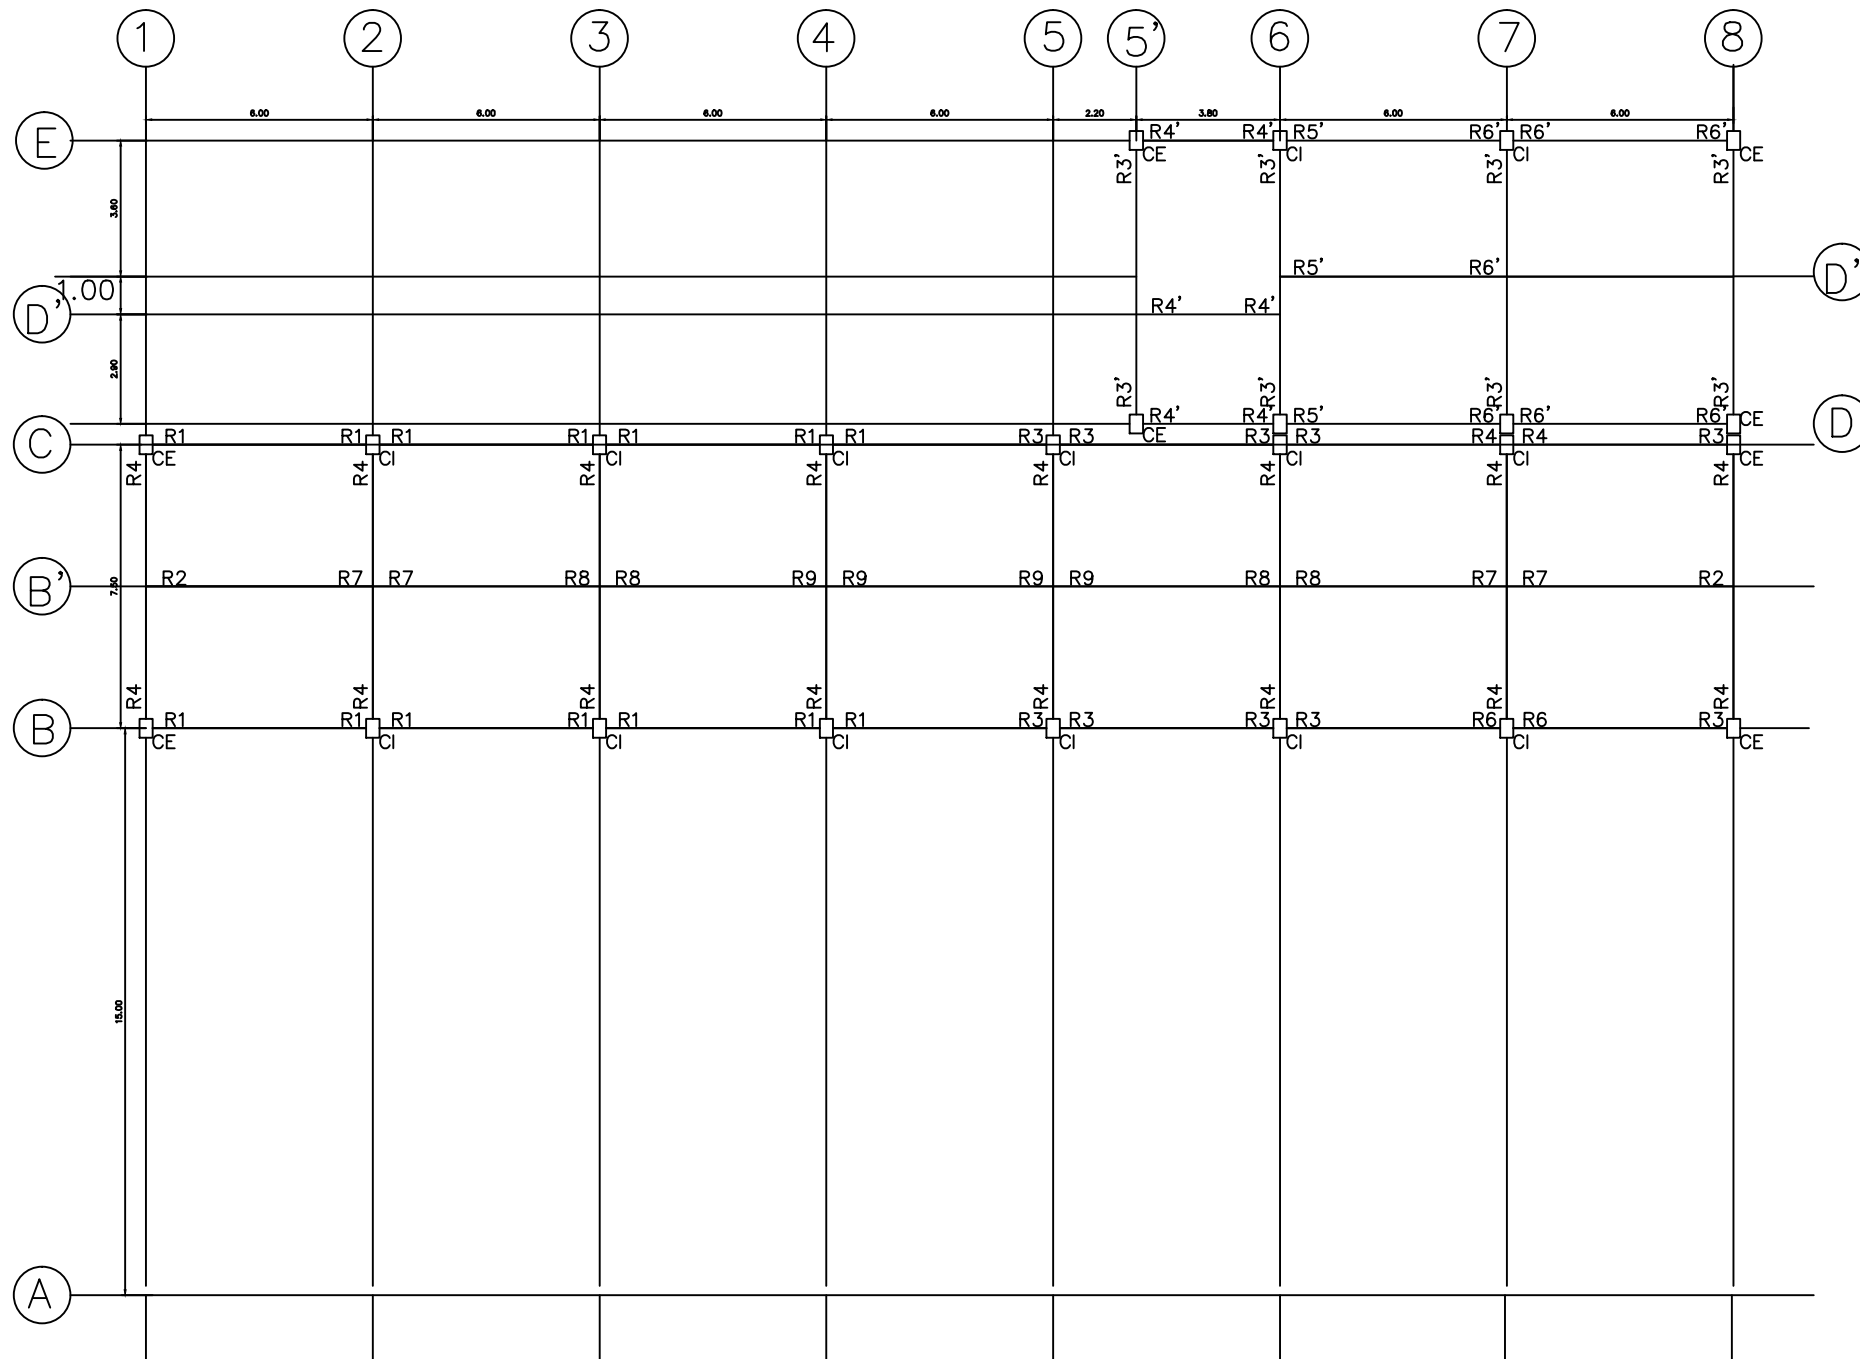 1 2 3 4 5 5' 6 7 8
6.00 6.00 6.00 6.00 2.20 3.80 6.00 6.00
E R4' R4' R5' R6' R6' R6'
CE CI CI CE
R3' R3' R3' R3'
3.60
R5' R6' D'
1.00
D' R4' R4'
2.90
R3' R3' R3' R3'
R4' R4' R5' R6' R6' R6' CE D
CE
C R1 R1 R1 R1 R1 R1 R1 R3 R3 R3 R3 R4 R4 R3
CE CI CI CI CI CI CI CE
R4 R4 R4 R4 R4 R4 R4 R4
B' R2 R7 R7 R8 R8 R9 R9 R9 R9 R8 R8 R7 R7 R2
7.50
R4 R4 R4 R4 R4 R4 R4 R4
B R1 R1 R1 R1 R1 R1 R1 R3 R3 R3 R3 R6 R6 R3
CE CI CI CI CI CI CI CE
15.00
A